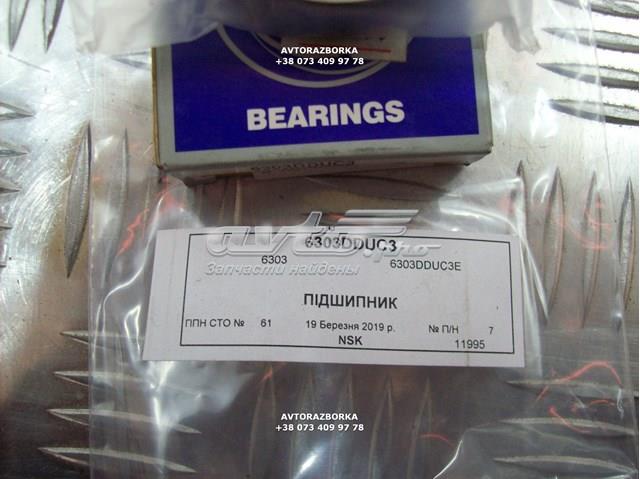 AVTORAZBORKA
+38 073 409 97 78
BEARINGS
6303DDUC3
6303DDUC3
6303 6303DDUC3E
Запчасти найдены!
ПІДШИПНИК
ППН СТО № 61 19 Березня 2019 р. № П/Н 7
NSK 11995
AVTORAZBORKA
+38 073 409 97 78